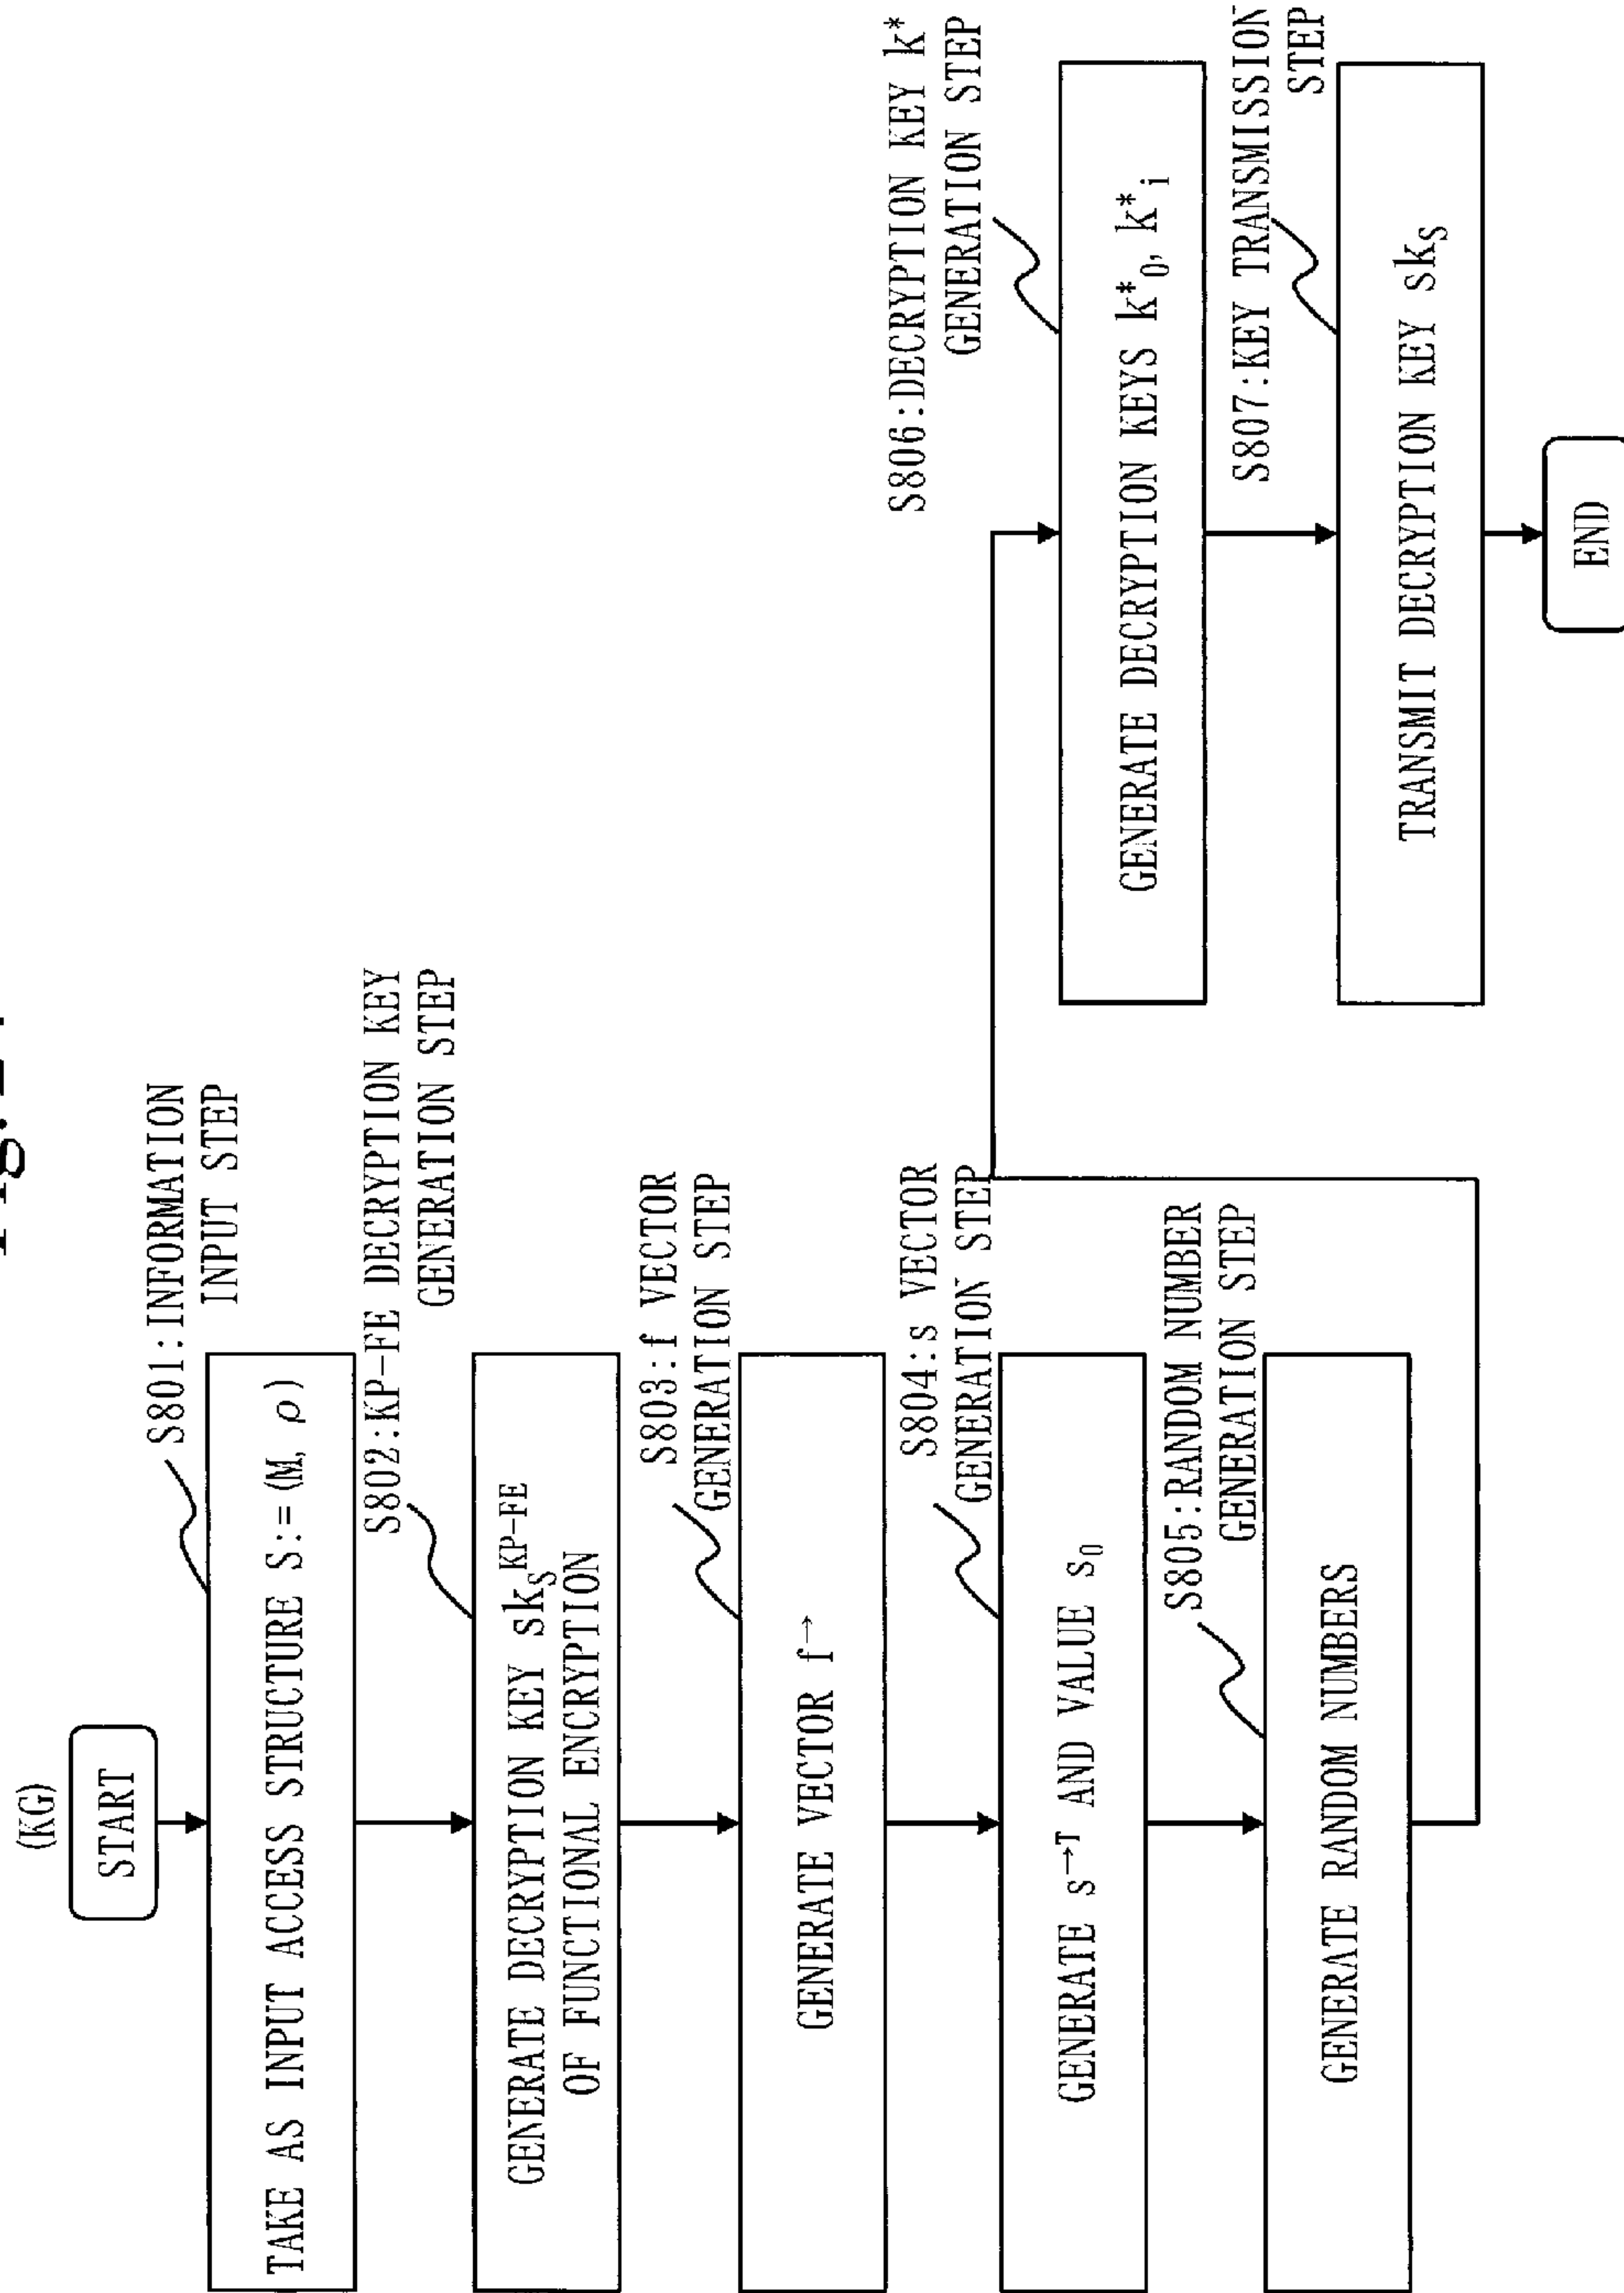 (KG)
START
S801:INFORMATION
INPUT STEP
TAKE AS INPUT ACCESS STRUCTURE S:=(M, ρ)
S802:KP-FE DECRYPTION KEY
GENERATION STEP
GENERATE DECRYPTION KEY sk_S^KP-FE
OF FUNCTIONAL ENCRYPTION
S803:f VECTOR
GENERATION STEP
GENERATE VECTOR f→
S804:s VECTOR
GENERATION STEP
GENERATE s→T AND VALUE s0
S805:RANDOM NUMBER
GENERATION STEP
GENERATE RANDOM NUMBERS
S806:DECRYPTION KEY k*
GENERATION STEP
GENERATE DECRYPTION KEYS k*0, k*i
S807:KEY TRANSMISSION
STEP
TRANSMIT DECRYPTION KEY skS
END